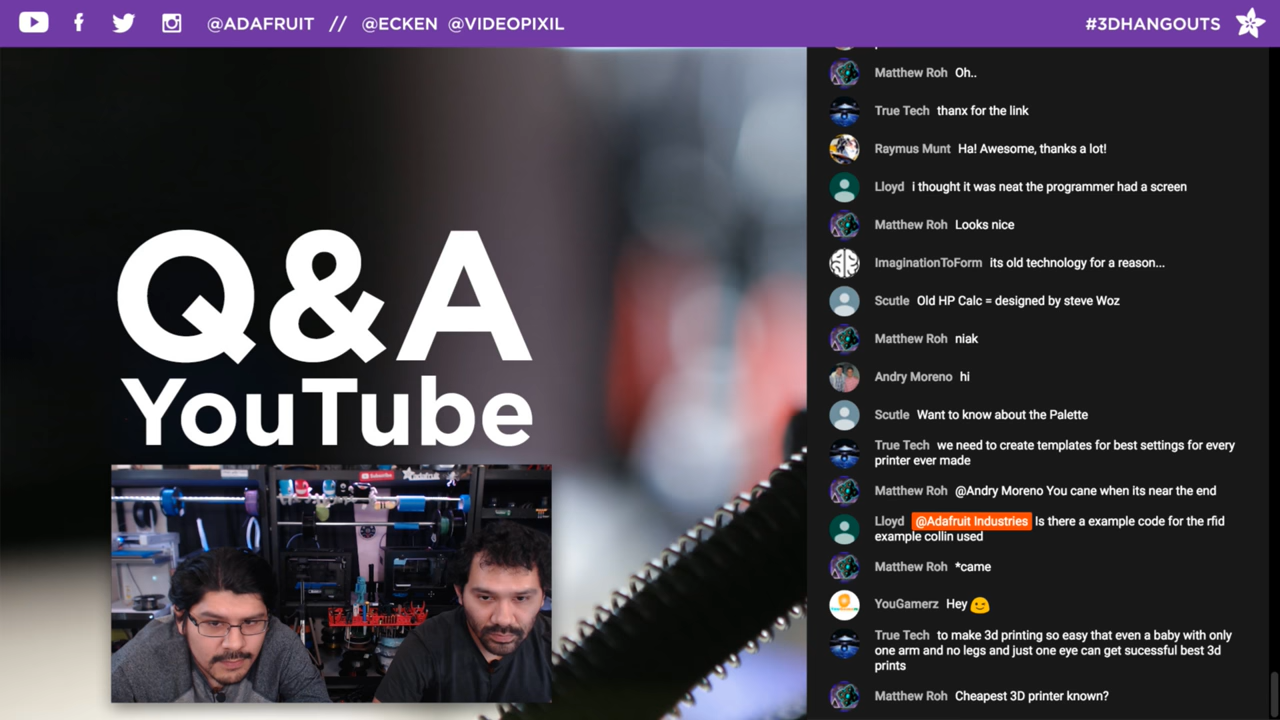 @ADAFRUIT // @ECKEN @VIDEOPIXIL
#3DHANGOUTS
Q&A
YouTube
Subscribe
adafruit
Matthew Roh Oh..
True Tech thanx for the link
Raymus Munt Ha! Awesome, thanks a lot!
Lloyd i thought it was neat the programmer had a screen
Matthew Roh Looks nice
ImaginationToForm its old technology for a reason...
Scutle Old HP Calc = designed by steve Woz
Matthew Roh niak
Andry Moreno hi
Scutle Want to know about the Palette
True Tech we need to create templates for best settings for every
printer ever made
Matthew Roh @Andry Moreno You cane when its near the end
Lloyd @Adafruit Industries Is there a example code for the rfid
example collin used
Matthew Roh *came
YouGamerz Hey
True Tech to make 3d printing so easy that even a baby with only
one arm and no legs and just one eye can get sucessful best 3d
prints
Matthew Roh Cheapest 3D printer known?